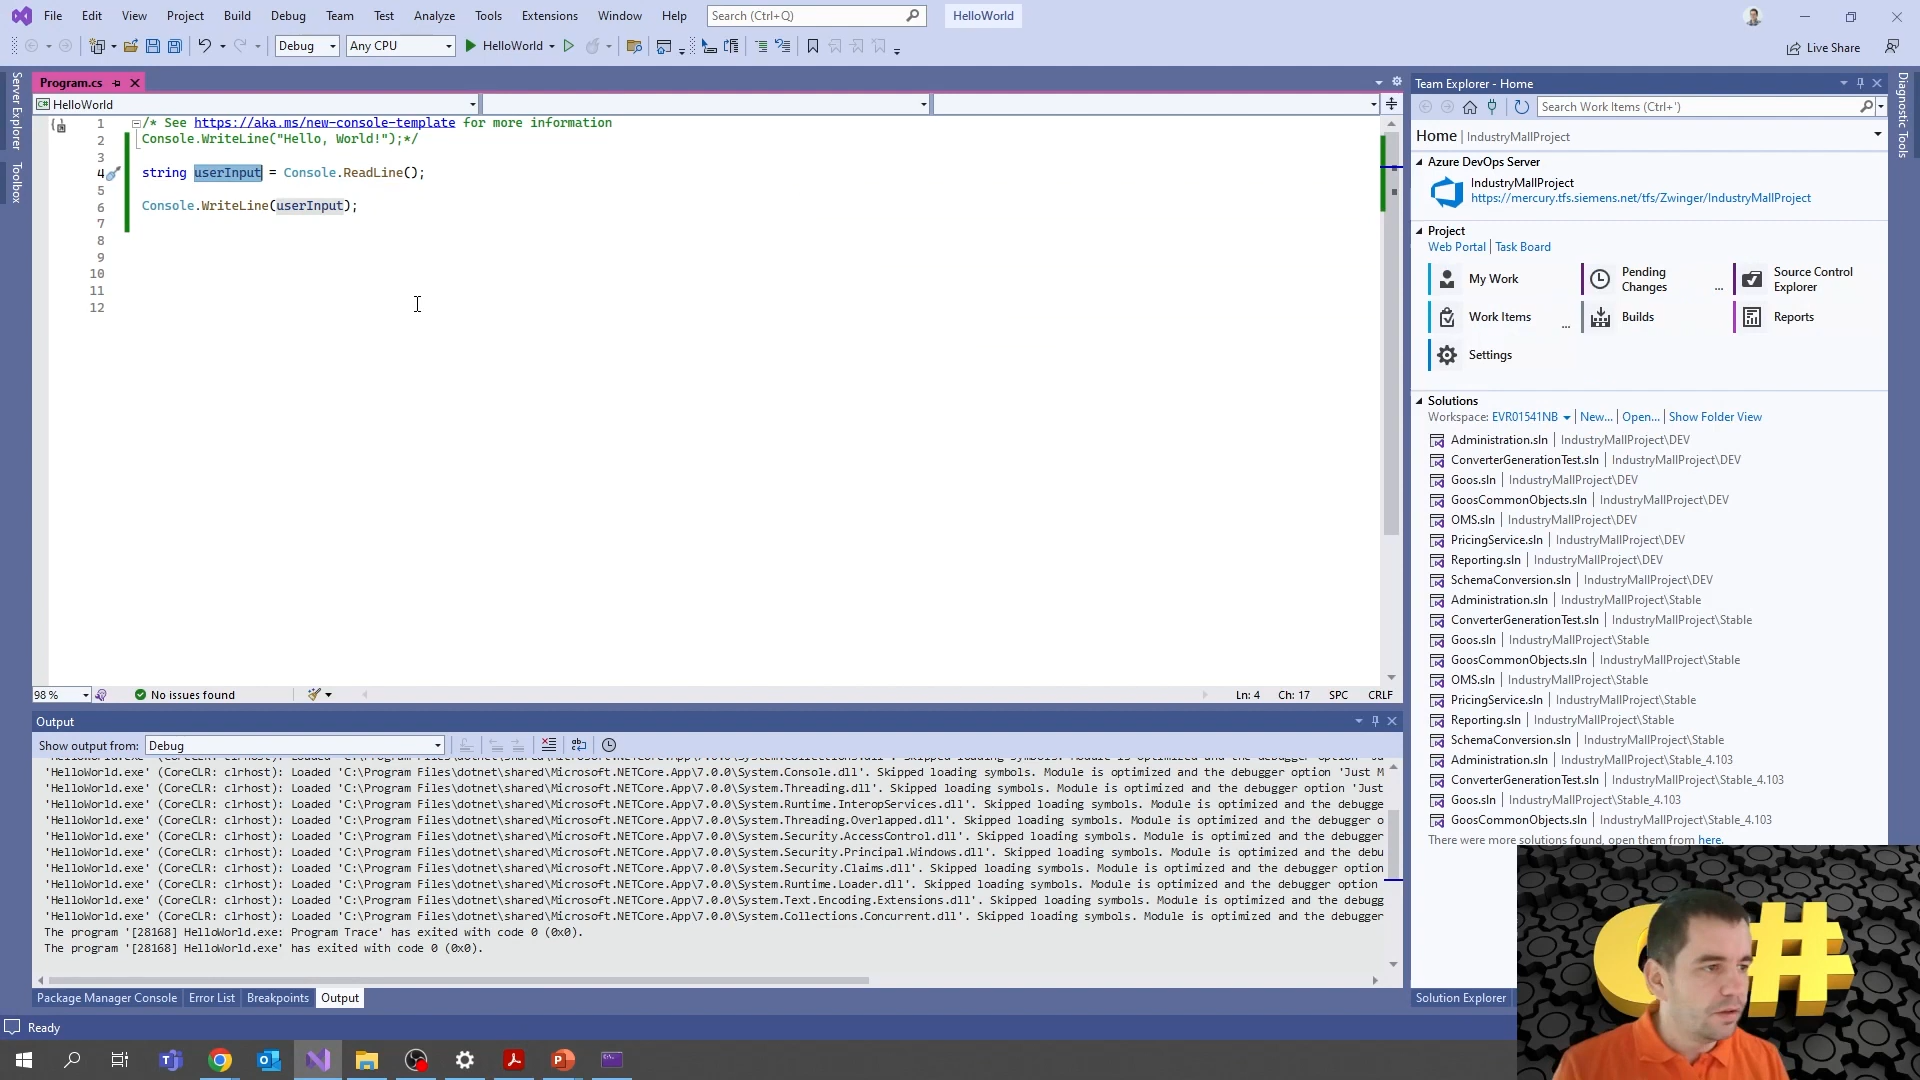 File Edit View Project Build Debug Team Test Analyze Tools Extensions Window Help Search (Ctrl+Q) HelloWorld
Debug Any CPU HelloWorld Live Share
Server Explorer
Toolbox
Program.cs
HelloWorld
1 /* See https://aka.ms/new-console-template for more information
2 Console.WriteLine("Hello, World!");*/
3
4 string userInput = Console.ReadLine();
5
6 Console.WriteLine(userInput);
7
8
9
10
11
12
98 % No issues found Ln: 4 Ch: 17 SPC CRLF
Output
Show output from: Debug
'HelloWorld.exe' (CoreCLR: clrhost): Loaded 'C:\Program Files\dotnet\shared\Microsoft.NETCore.App\7.0.0\System.Console.dll'. Skipped loading symbols. Module is optimized and the debugger option 'Just M
'HelloWorld.exe' (CoreCLR: clrhost): Loaded 'C:\Program Files\dotnet\shared\Microsoft.NETCore.App\7.0.0\System.Threading.dll'. Skipped loading symbols. Module is optimized and the debugger option 'Just
'HelloWorld.exe' (CoreCLR: clrhost): Loaded 'C:\Program Files\dotnet\shared\Microsoft.NETCore.App\7.0.0\System.Runtime.InteropServices.dll'. Skipped loading symbols. Module is optimized and the debugge
'HelloWorld.exe' (CoreCLR: clrhost): Loaded 'C:\Program Files\dotnet\shared\Microsoft.NETCore.App\7.0.0\System.Threading.Overlapped.dll'. Skipped loading symbols. Module is optimized and the debugger o
'HelloWorld.exe' (CoreCLR: clrhost): Loaded 'C:\Program Files\dotnet\shared\Microsoft.NETCore.App\7.0.0\System.Security.AccessControl.dll'. Skipped loading symbols. Module is optimized and the debugger
'HelloWorld.exe' (CoreCLR: clrhost): Loaded 'C:\Program Files\dotnet\shared\Microsoft.NETCore.App\7.0.0\System.Security.Principal.Windows.dll'. Skipped loading symbols. Module is optimized and the debu
'HelloWorld.exe' (CoreCLR: clrhost): Loaded 'C:\Program Files\dotnet\shared\Microsoft.NETCore.App\7.0.0\System.Security.Claims.dll'. Skipped loading symbols. Module is optimized and the debugger option
'HelloWorld.exe' (CoreCLR: clrhost): Loaded 'C:\Program Files\dotnet\shared\Microsoft.NETCore.App\7.0.0\System.Runtime.Loader.dll'. Skipped loading symbols. Module is optimized and the debugger option
'HelloWorld.exe' (CoreCLR: clrhost): Loaded 'C:\Program Files\dotnet\shared\Microsoft.NETCore.App\7.0.0\System.Text.Encoding.Extensions.dll'. Skipped loading symbols. Module is optimized and the debugg
'HelloWorld.exe' (CoreCLR: clrhost): Loaded 'C:\Program Files\dotnet\shared\Microsoft.NETCore.App\7.0.0\System.Collections.Concurrent.dll'. Skipped loading symbols. Module is optimized and the debugger
The program '[28168] HelloWorld.exe: Program Trace' has exited with code 0 (0x0).
The program '[28168] HelloWorld.exe' has exited with code 0 (0x0).
Package Manager Console Error List Breakpoints Output
Ready
Team Explorer - Home
Search Work Items (Ctrl+')
Home | IndustryMallProject
Azure DevOps Server
IndustryMallProject
https://mercury.tfs.siemens.net/tfs/Zwinger/IndustryMallProject
Project
Web Portal | Task Board
My Work Pending Changes ... Source Control Explorer
Work Items ... Builds Reports
Settings
Solutions
Workspace: EVR01541NB | New... | Open... | Show Folder View
Administration.sln | IndustryMallProject\DEV
ConverterGenerationTest.sln | IndustryMallProject\DEV
Goos.sln | IndustryMallProject\DEV
GoosCommonObjects.sln | IndustryMallProject\DEV
OMS.sln | IndustryMallProject\DEV
PricingService.sln | IndustryMallProject\DEV
Reporting.sln | IndustryMallProject\DEV
SchemaConversion.sln | IndustryMallProject\DEV
Administration.sln | IndustryMallProject\Stable
ConverterGenerationTest.sln | IndustryMallProject\Stable
Goos.sln | IndustryMallProject\Stable
GoosCommonObjects.sln | IndustryMallProject\Stable
OMS.sln | IndustryMallProject\Stable
PricingService.sln | IndustryMallProject\Stable
Reporting.sln | IndustryMallProject\Stable
SchemaConversion.sln | IndustryMallProject\Stable
Administration.sln | IndustryMallProject\Stable_4.103
ConverterGenerationTest.sln | IndustryMallProject\Stable_4.103
Goos.sln | IndustryMallProject\Stable_4.103
GoosCommonObjects.sln | IndustryMallProject\Stable_4.103
There were more solutions found, open them from here.
Solution Explorer
Diagnostic Tools
C#